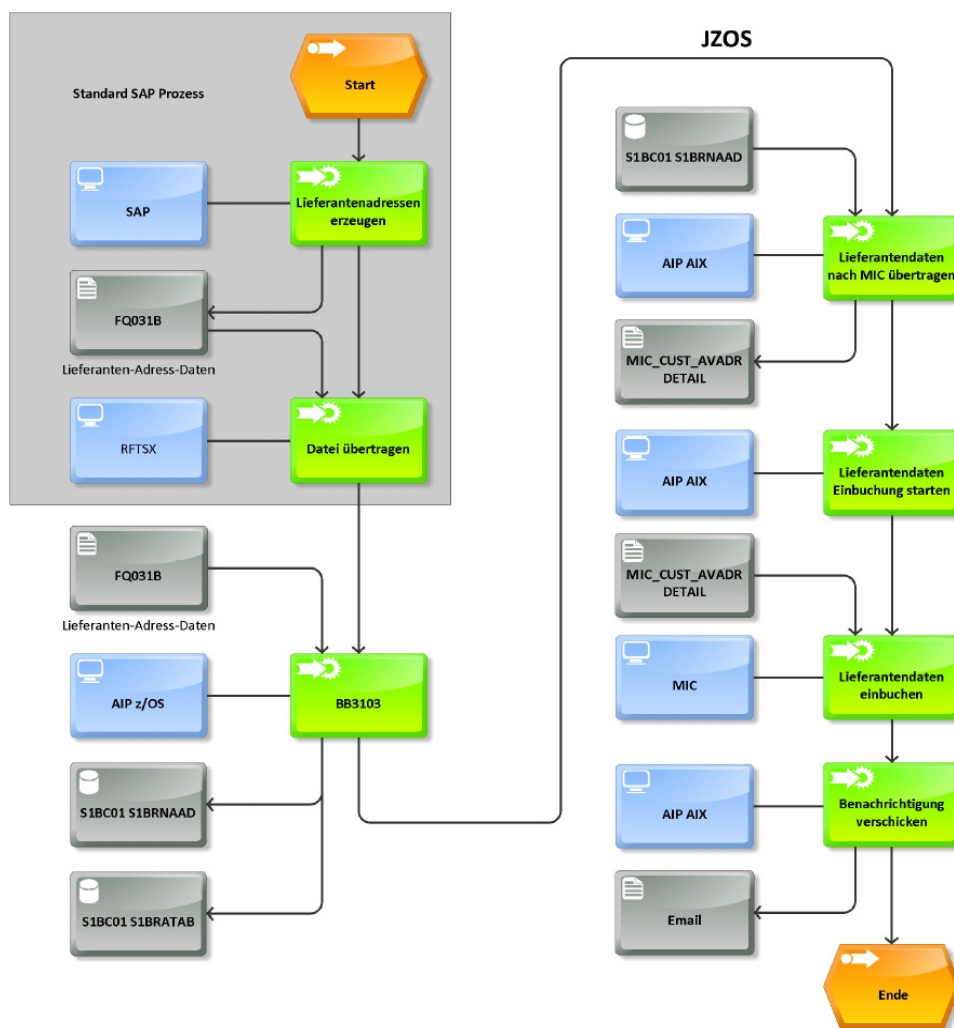 JZOS
Standard SAP Prozess
Start
SAP
Lieferantenadressen
erzeugen
FQ031B
Lieferanten-Adress-Daten
RFTSX
Datei übertragen
FQ031B
Lieferanten-Adress-Daten
AIP z/OS
BB3103
S1BC01 S1BRNAAD
S1BC01 S1BRATAB
S1BC01 S1BRNAAD
AIP AIX
Lieferantendaten
nach MIC übertragen
MIC_CUST_AVADR
DETAIL
AIP AIX
Lieferantendaten
Einbuchung starten
MIC_CUST_AVADR
DETAIL
MIC
Lieferantendaten
einbuchen
AIP AIX
Benachrichtigung
verschicken
Email
Ende